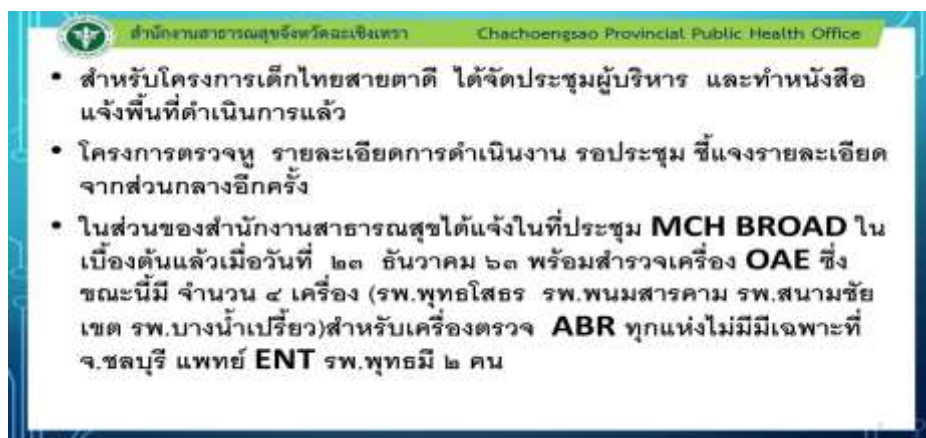 สำนักงานสาธารณสุขจังหวัดฉะเชิงเทรา Chachoengsao Provincial Public Health Office
• สำหรับโครงการเด็กไทยสายตาดี ได้จัดประชุมผู้บริหาร และทำหนังสือ
แจ้งพื้นที่ดำเนินการแล้ว
• โครงการตรวจหู รายละเอียดการดำเนินงาน รอประชุม ชี้แจงรายละเอียด
จากส่วนกลางอีกครั้ง
• ในส่วนของสำนักงานสาธารณสุขได้แจ้งในที่ประชุม MCH BROAD ใน
เบื้องต้นแล้วเมื่อวันที่ ๒๓ ธันวาคม ๖๓ พร้อมสำรวจเครื่อง OAE ซึ่ง
ขณะนี้มี จำนวน ๔ เครื่อง (รพ.พุทธโสธร รพ.พนมสารคาม รพ.สนามชัย
เขต รพ.บางน้ำเปรี้ยว)สำหรับเครื่องตรวจ ABR ทุกแห่งไม่มีมีเฉพาะที่
จ.ชลบุรี แพทย์ ENT รพ.พุทธมี ๒ คน